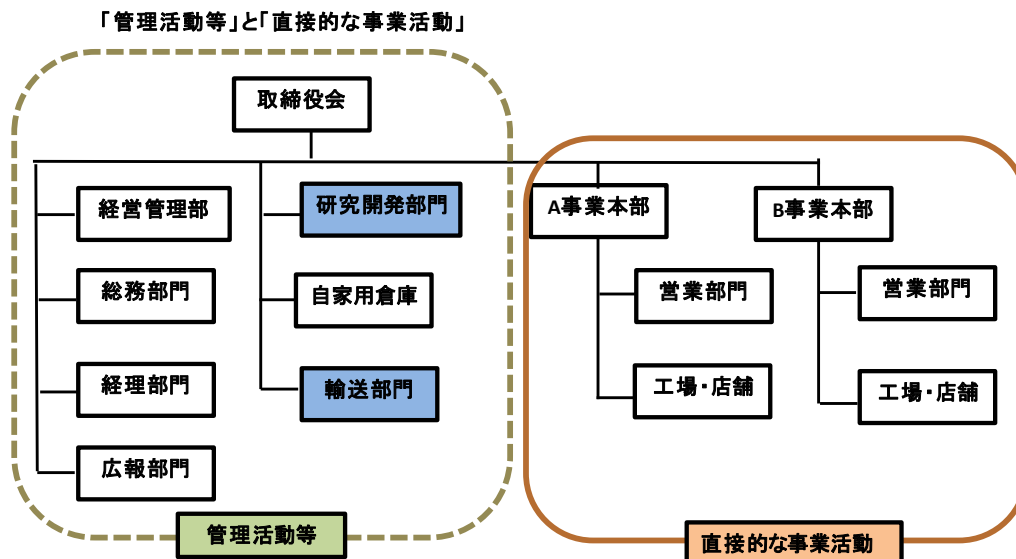 「管理活動等」と「直接的な事業活動」
取締役会
経営管理部
総務部門
経理部門
広報部門
研究開発部門
自家用倉庫
輸送部門
管理活動等
A事業本部
営業部門
工場・店舗
B事業本部
営業部門
工場・店舗
直接的な事業活動